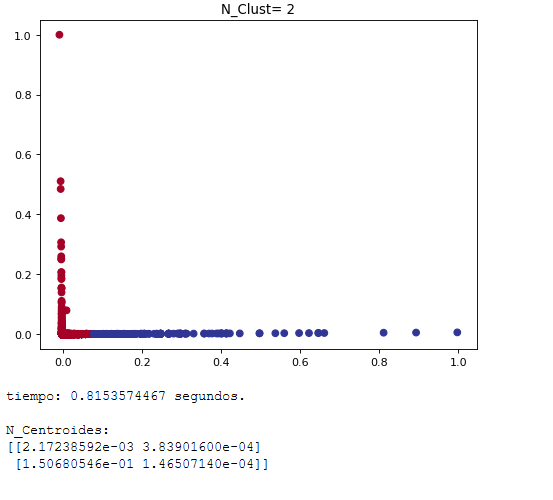 N_Clust= 2
1.0
0.8
0.6
0.4
0.2
0.0
0.0 0.2 0.4 0.6 0.8 1.0
tiempo: 0.8153574467 segundos.
N_Centroides:
[[2.17238592e-03 3.83901600e-04]
[1.50680546e-01 1.46507140e-04]]